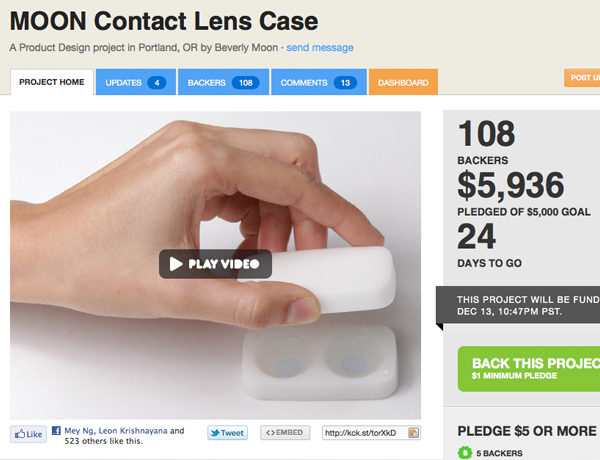 MOON Contact Lens Case
A Product Design project in Portland, OR by Beverly Moon · send message
PROJECT HOME
UPDATES 4
BACKERS 108
COMMENTS 13
DASHBOARD
POST
PLAY VIDEO
108
BACKERS
$5,936
PLEDGED OF $5,000 GOAL
24
DAYS TO GO
THIS PROJECT WILL BE FUND
DEC 13, 10:47PM PST.
BACK THIS PROJEC
$1 MINIMUM PLEDGE
Like
Mey Ng, Leon Krishnayana and
523 others like this.
Tweet
<> EMBED
http://kck.st/torXkD
PLEDGE $5 OR MORE
5 BACKERS